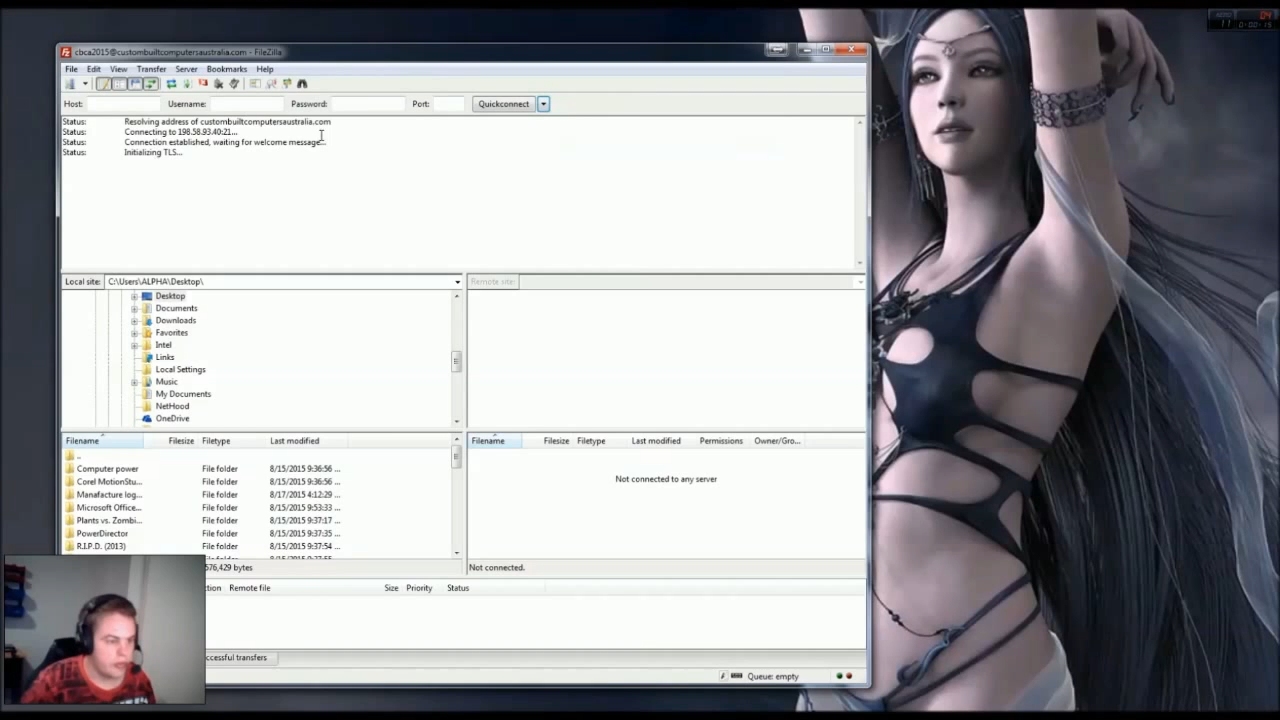 cbca2015@custombuiltcomputersaustralia.com - FileZilla
File Edit View Transfer Server Bookmarks Help
Host: Username: Password: Port: Quickconnect
Status: Resolving address of custombuiltcomputersaustralia.com
Status: Connecting to 198.58.93.40:21...
Status: Connection established, waiting for welcome message...
Status: Initializing TLS...
Local site: C:\Users\ALPHA\Desktop\ Remote site:
Desktop
Documents
Downloads
Favorites
Intel
Links
Local Settings
Music
My Documents
NetHood
OneDrive
Filename Filesize Filetype Last modified
..
Computer power File folder 8/15/2015 9:36:56 ...
Corel MotionStu... File folder 8/15/2015 9:36:56 ...
Manafacture log... File folder 8/17/2015 4:12:29 ...
Microsoft Office... File folder 8/15/2015 9:53:33 ...
Plants vs. Zombi... File folder 8/15/2015 9:37:17 ...
PowerDirector File folder 8/15/2015 9:37:35 ...
R.I.P.D. (2013) File folder 8/15/2015 9:37:54 ...
576,429 bytes
Filename Filesize Filetype Last modified Permissions Owner/Gro...
Not connected to any server
Not connected.
ction Remote file Size Priority Status
ccessful transfers
Queue: empty